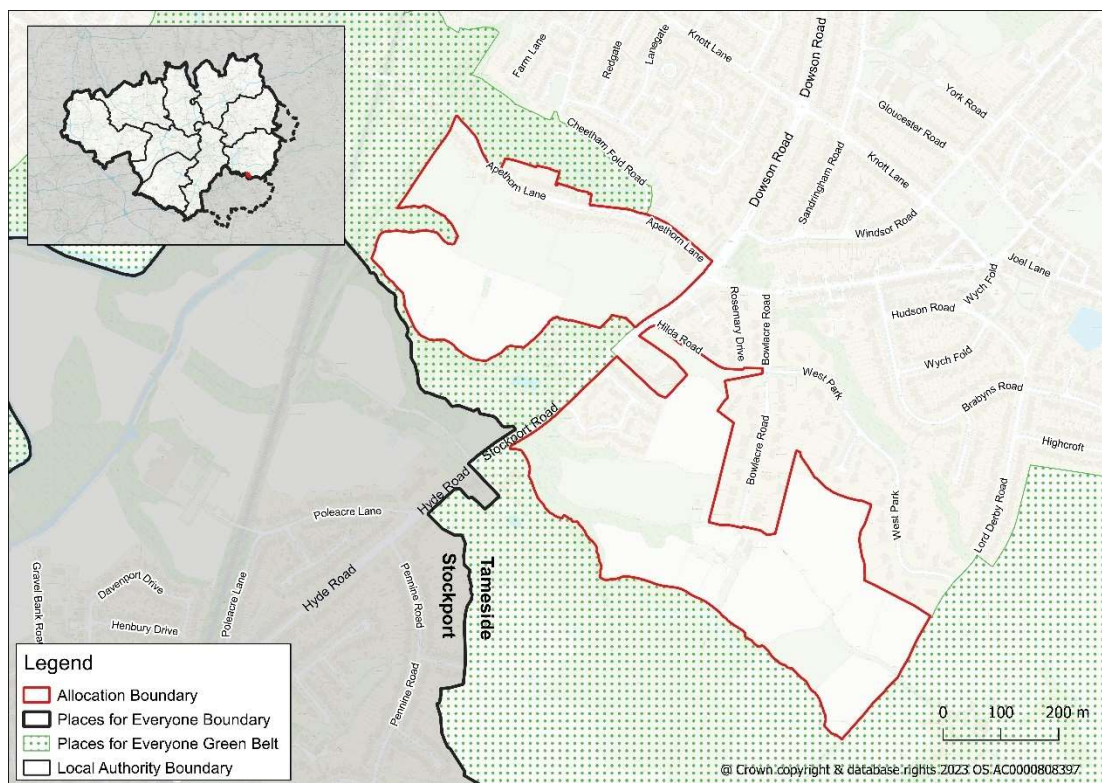 Farm Lane
Redgate
Lanegate
Knott Lane
Dowson Road
York Road
Gloucester Road
Cheetham Fold Road
Dowson Road
Sandringham Road
Knott Lane
Apethorn Lane
Apethorn Lane
Windsor Road
Joel Lane
Wych Fold
Rosemary Drive
Bowlacre Road
Hudson Road
Hilda Road
West Park
Wych Fold
Brabyns Road
Highcroft
Stockport Road
Bowlacre Road
West Park
Lord Derby Road
Hyde Road
Poleacre Lane
Tameside
Stockport
Gravel Bank Road
Davenport Drive
Poleacre Lane
Hyde Road
Pennine Road
Henbury Drive
Pennine Road
Legend
Allocation Boundary
Places for Everyone Boundary
Places for Everyone Green Belt
Local Authority Boundary
0 100 200 m
@ Crown copyright & database rights 2023 OS AC0000808397